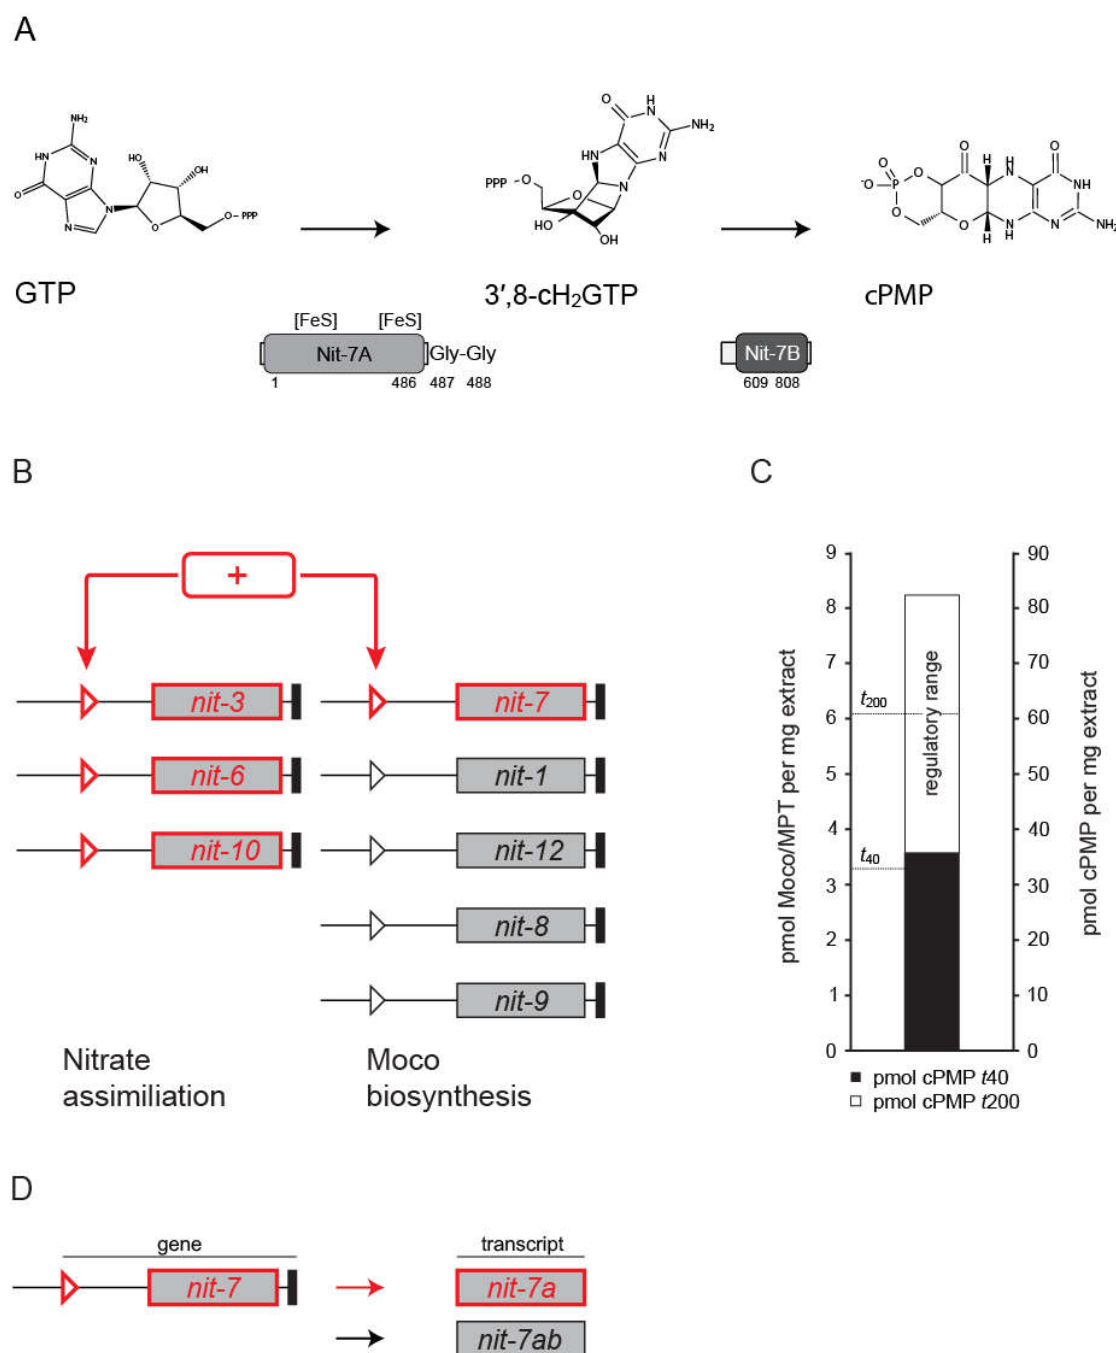 A
NH₂
HN
N
HO
OH
O
N
N
O
O
PPP
O
H
N
NH₂
HN
N
N
PPP
O
O
HO
OH
O
O
H
H
N
O
P
⁻O
O
NH
O
O
H
N
H
N
NH₂
GTP
3′,8-cH₂GTP
cPMP
[FeS] [FeS]
Nit-7A
Gly-Gly
Nit-7B
1 486 487 488
609 808
B
C
+
nit-3
nit-7
nit-6
nit-1
nit-10
nit-12
nit-8
nit-9
Nitrate
assimiliation
Moco
biosynthesis
pmol Moco/MPT per mg extract
9
8
7
6
5
4
3
2
1
0
t200
t40
regulatory range
90
80
70
60
50
40
30
20
10
0
pmol cPMP per mg extract
pmol cPMP t40
pmol cPMP t200
D
gene
transcript
nit-7
nit-7a
nit-7ab